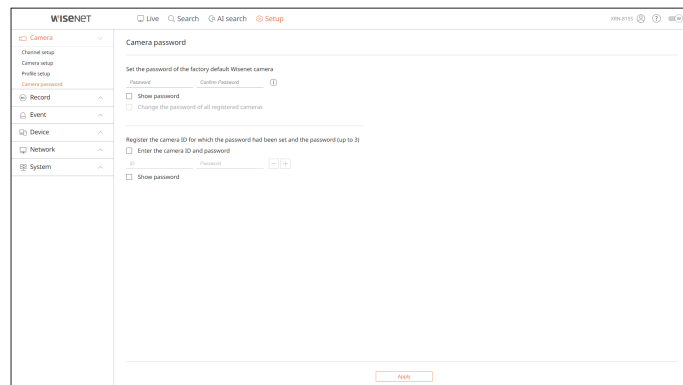 WISENET
Live Search AI search Setup
XRN-815S
Camera
Camera password
Channel setup
Camera setup
Profile setup
Camera password
Record
Event
Device
Network
System
Set the password of the factory default Wisenet camera
Password Confirm Password
Show password
Change the password of all registered cameras
Register the camera ID for which the password had been set and the password (up to 3)
Enter the camera ID and password
ID Password
Show password
Apply